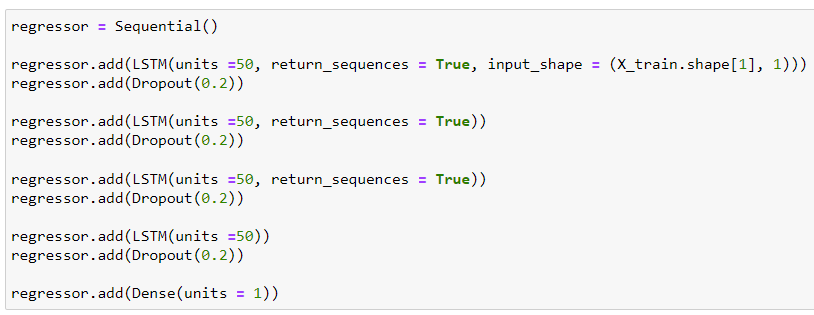 regressor = Sequential()
regressor.add(LSTM(units =50, return_sequences = True, input_shape = (X_train.shape[1], 1)))
regressor.add(Dropout(0.2))
regressor.add(LSTM(units =50, return_sequences = True))
regressor.add(Dropout(0.2))
regressor.add(LSTM(units =50, return_sequences = True))
regressor.add(Dropout(0.2))
regressor.add(LSTM(units =50))
regressor.add(Dropout(0.2))
regressor.add(Dense(units = 1))